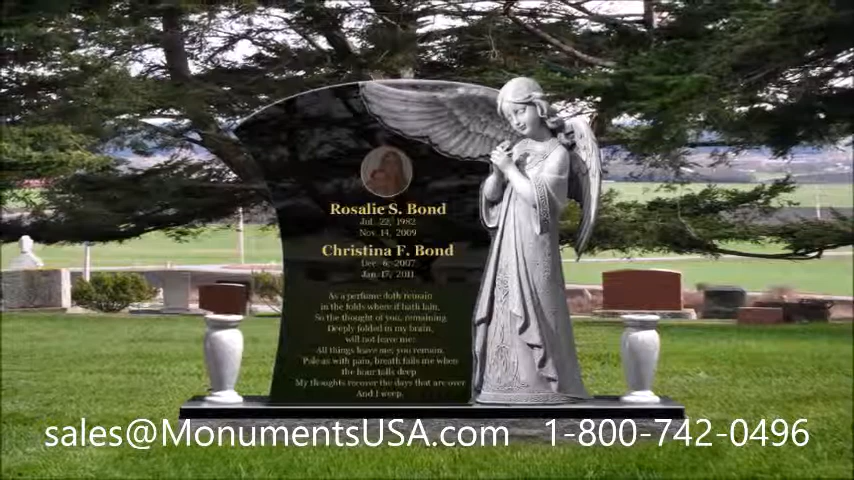 Rosalie S. Bond
Jul. 22, 1982
Nov. 14, 2009
Christina F. Bond
Dec. 6, 2007
Jan. 17, 2011
As a perfume doth remain
in the folds where it hath lain,
So the thought of you, remaining
Deeply folded in my brain,
will not leave me:
All things leave me; you remain.
Pale as with pain, breath fails me when
the hour tolls deep
My thoughts recover the days that are over
And I weep.
sales@MonumentsUSA.com 1-800-742-0496